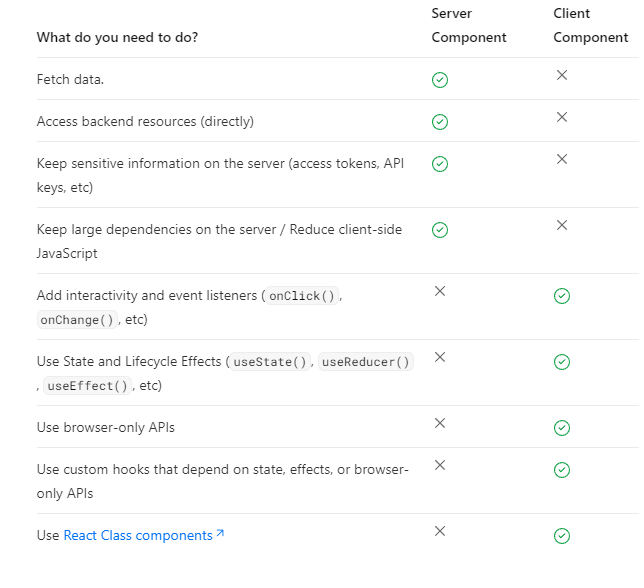 What do you need to do? Server Component Client Component
Fetch data.
Access backend resources (directly)
Keep sensitive information on the server (access tokens, API
keys, etc)
Keep large dependencies on the server / Reduce client-side
JavaScript
Add interactivity and event listeners ( onClick() ,
onChange() , etc)
Use State and Lifecycle Effects ( useState() , useReducer()
, useEffect() , etc)
Use browser-only APIs
Use custom hooks that depend on state, effects, or browser-
only APIs
Use React Class components